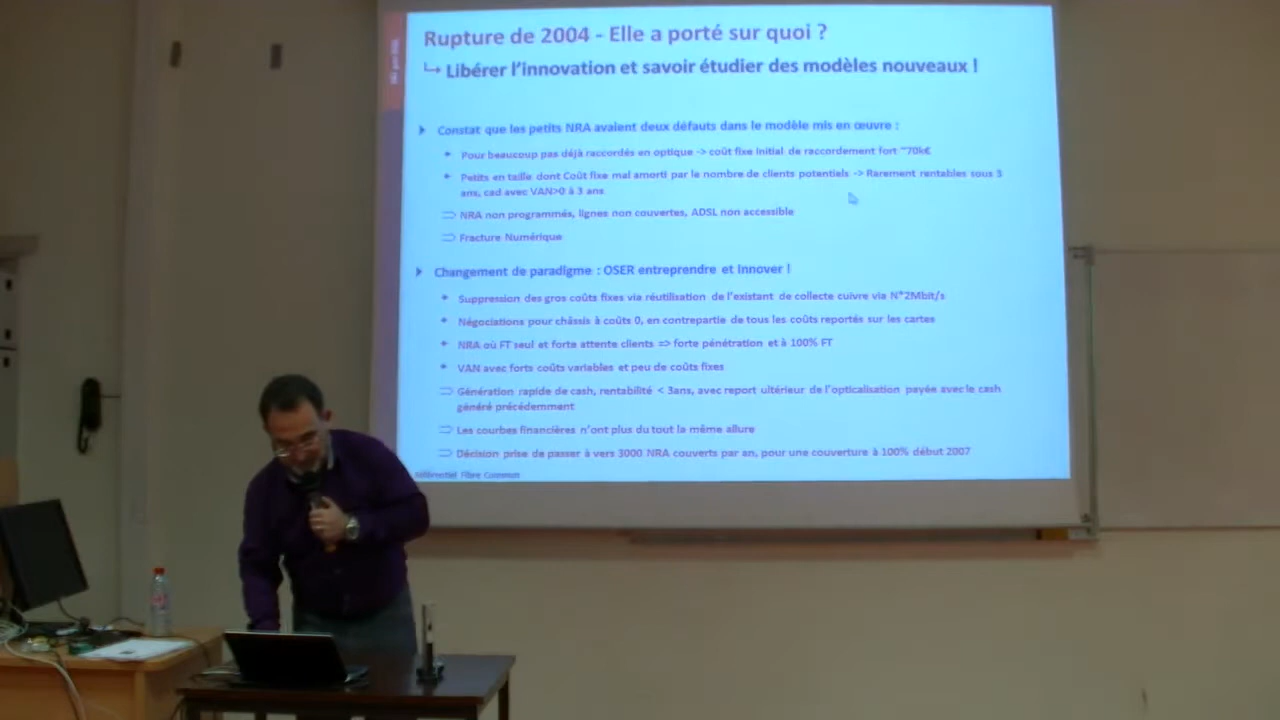 Rupture de 2004 - Elle a porté sur quoi ?
Libérer l'innovation et savoir étudier des modèles nouveaux !
Constat que les petits NRA avaient deux défauts dans le modèle mis en œuvre :
Pour beaucoup pas déjà raccordés en optique -> coût fixe initial de raccordement fort ~70k€
Petits en taille dont Coût fixe mal amorti par le nombre de clients potentiels -> Rarement rentables sous 3
ans, cad avec VAN>0 à 3 ans
NRA non programmés, lignes non couvertes, ADSL non accessible
Fracture Numérique
Changement de paradigme : OSER entreprendre et Innover !
Suppression des gros coûts fixes via réutilisation de l'existant de collecte cuivre via N*2Mbit/s
Négociations pour châssis à coûts 0, en contrepartie de tous les coûts reportés sur les cartes
NRA où FT seul et forte attente clients => forte pénétration et à 100% FT
VAN avec forts coûts variables et peu de coûts fixes
Génération rapide de cash, rentabilité < 3ans, avec report ultérieur de l'opticalisation payée avec le cash
généré précédemment
Les courbes financières n'ont plus du tout la même allure
Décision prise de passer à vers 3000 NRA couverts par an, pour une couverture à 100% début 2007